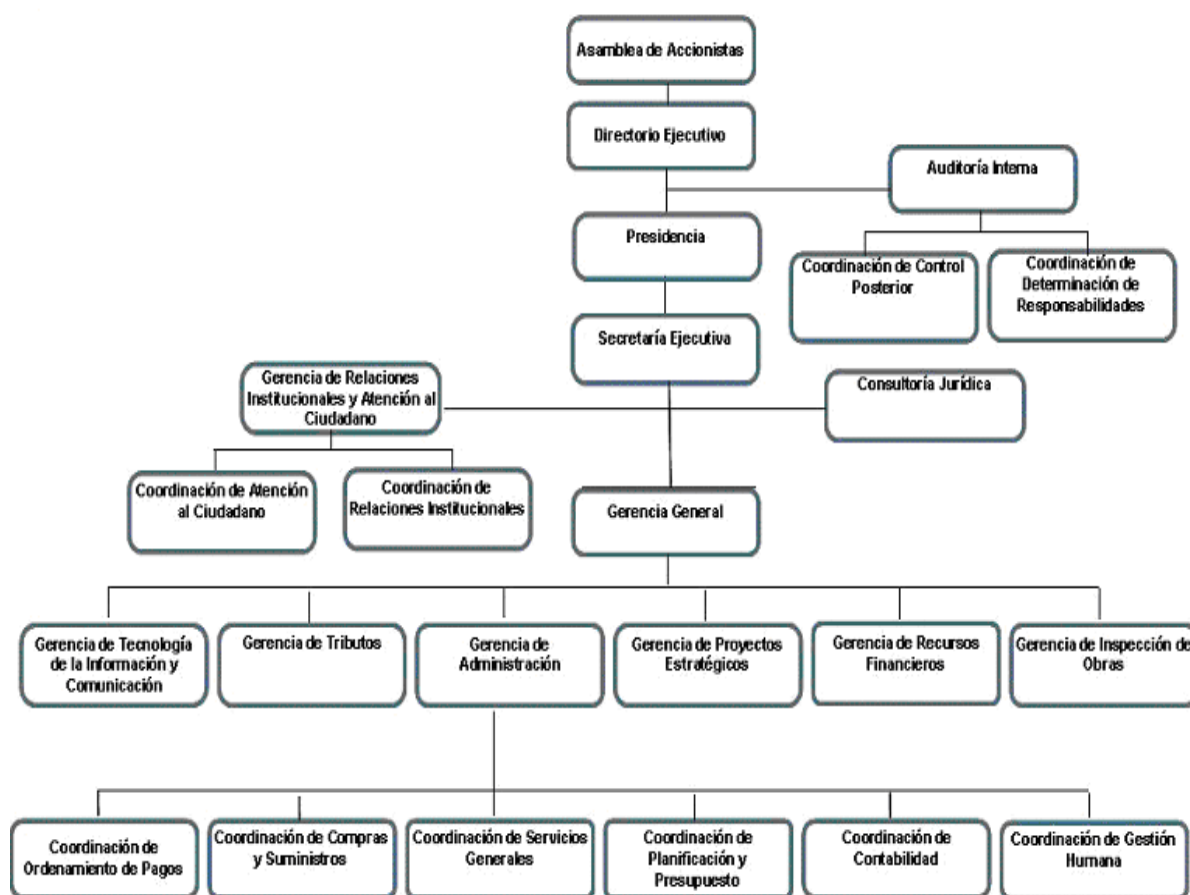 Asamblea de Accionistas
Directorio Ejecutivo
Auditoría Interna
Presidencia
Coordinación de Control
Posterior
Coordinación de
Determinación de
Responsabilidades
Secretaría Ejecutiva
Gerencia de Relaciones
Institucionales y Atención al
Ciudadano
Consultoría Jurídica
Coordinación de Atención
al Ciudadano
Coordinación de
Relaciones Institucionales
Gerencia General
Gerencia de Tecnología
de la Información y
Comunicación
Gerencia de Tributos
Gerencia de
Administración
Gerencia de Proyectos
Estratégicos
Gerencia de Recursos
Financieros
Gerencia de Inspección de
Obras
Coordinación de
Ordenamiento de Pagos
Coordinación de Compras
y Suministros
Coordinación de Servicios
Generales
Coordinación de
Planificación y
Presupuesto
Coordinación de
Contabilidad
Coordinación de Gestión
Humana